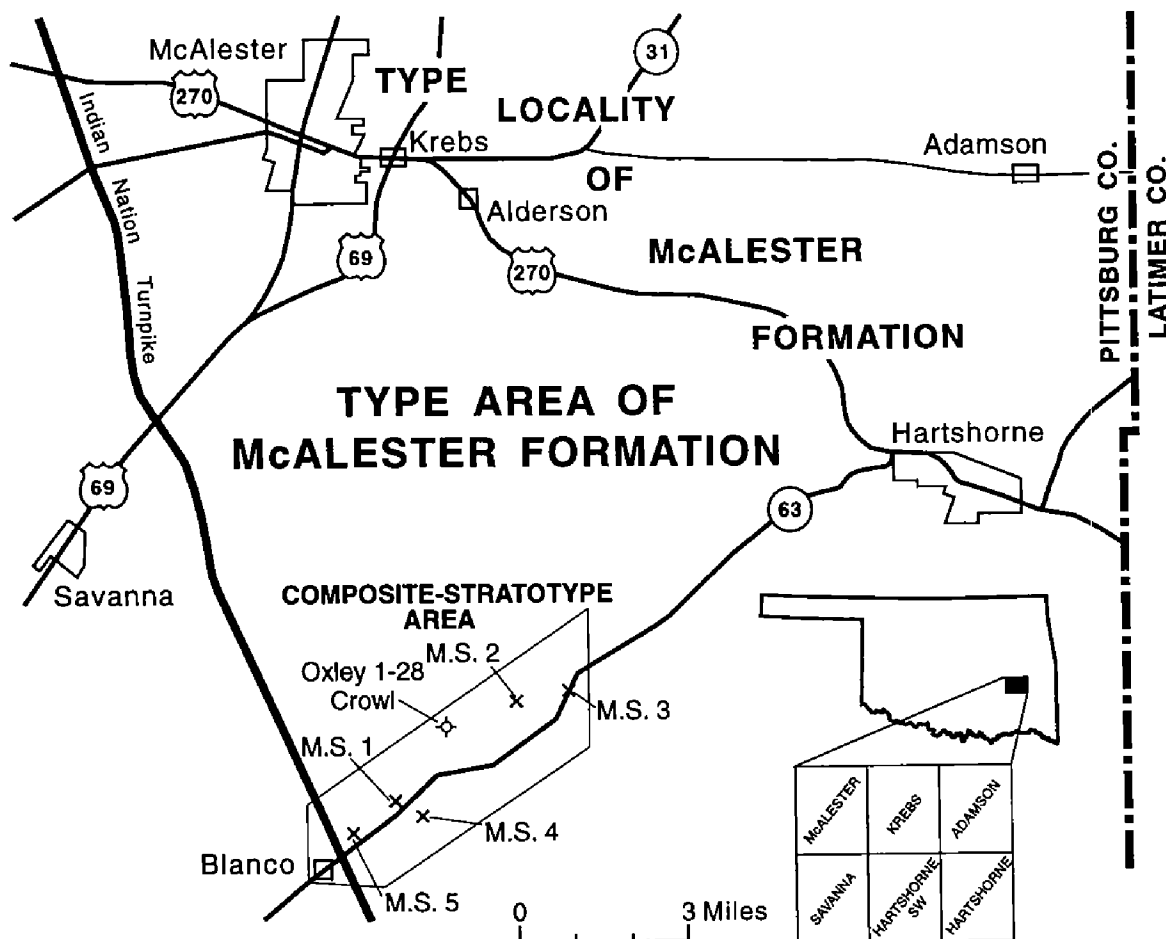 McAlester
270
TYPE
31
LOCALITY
Krebs
Adamson
OF
Alderson
Indian
Nation
Turnpike
69
270
McALESTER
FORMATION
PITTSBURG CO.
LATIMER CO.
TYPE AREA OF
McALESTER FORMATION
Hartshorne
69
63
Savanna
COMPOSITE-STRATOTYPE
AREA
M.S. 2
Oxley 1-28
Crowl
M.S. 3
M.S. 1
M.S. 4
Blanco
M.S. 5
McALESTER
KREBS
ADAMSON
SAVANNA
HARTSHORNE
SW
HARTSHORNE
0 3 Miles